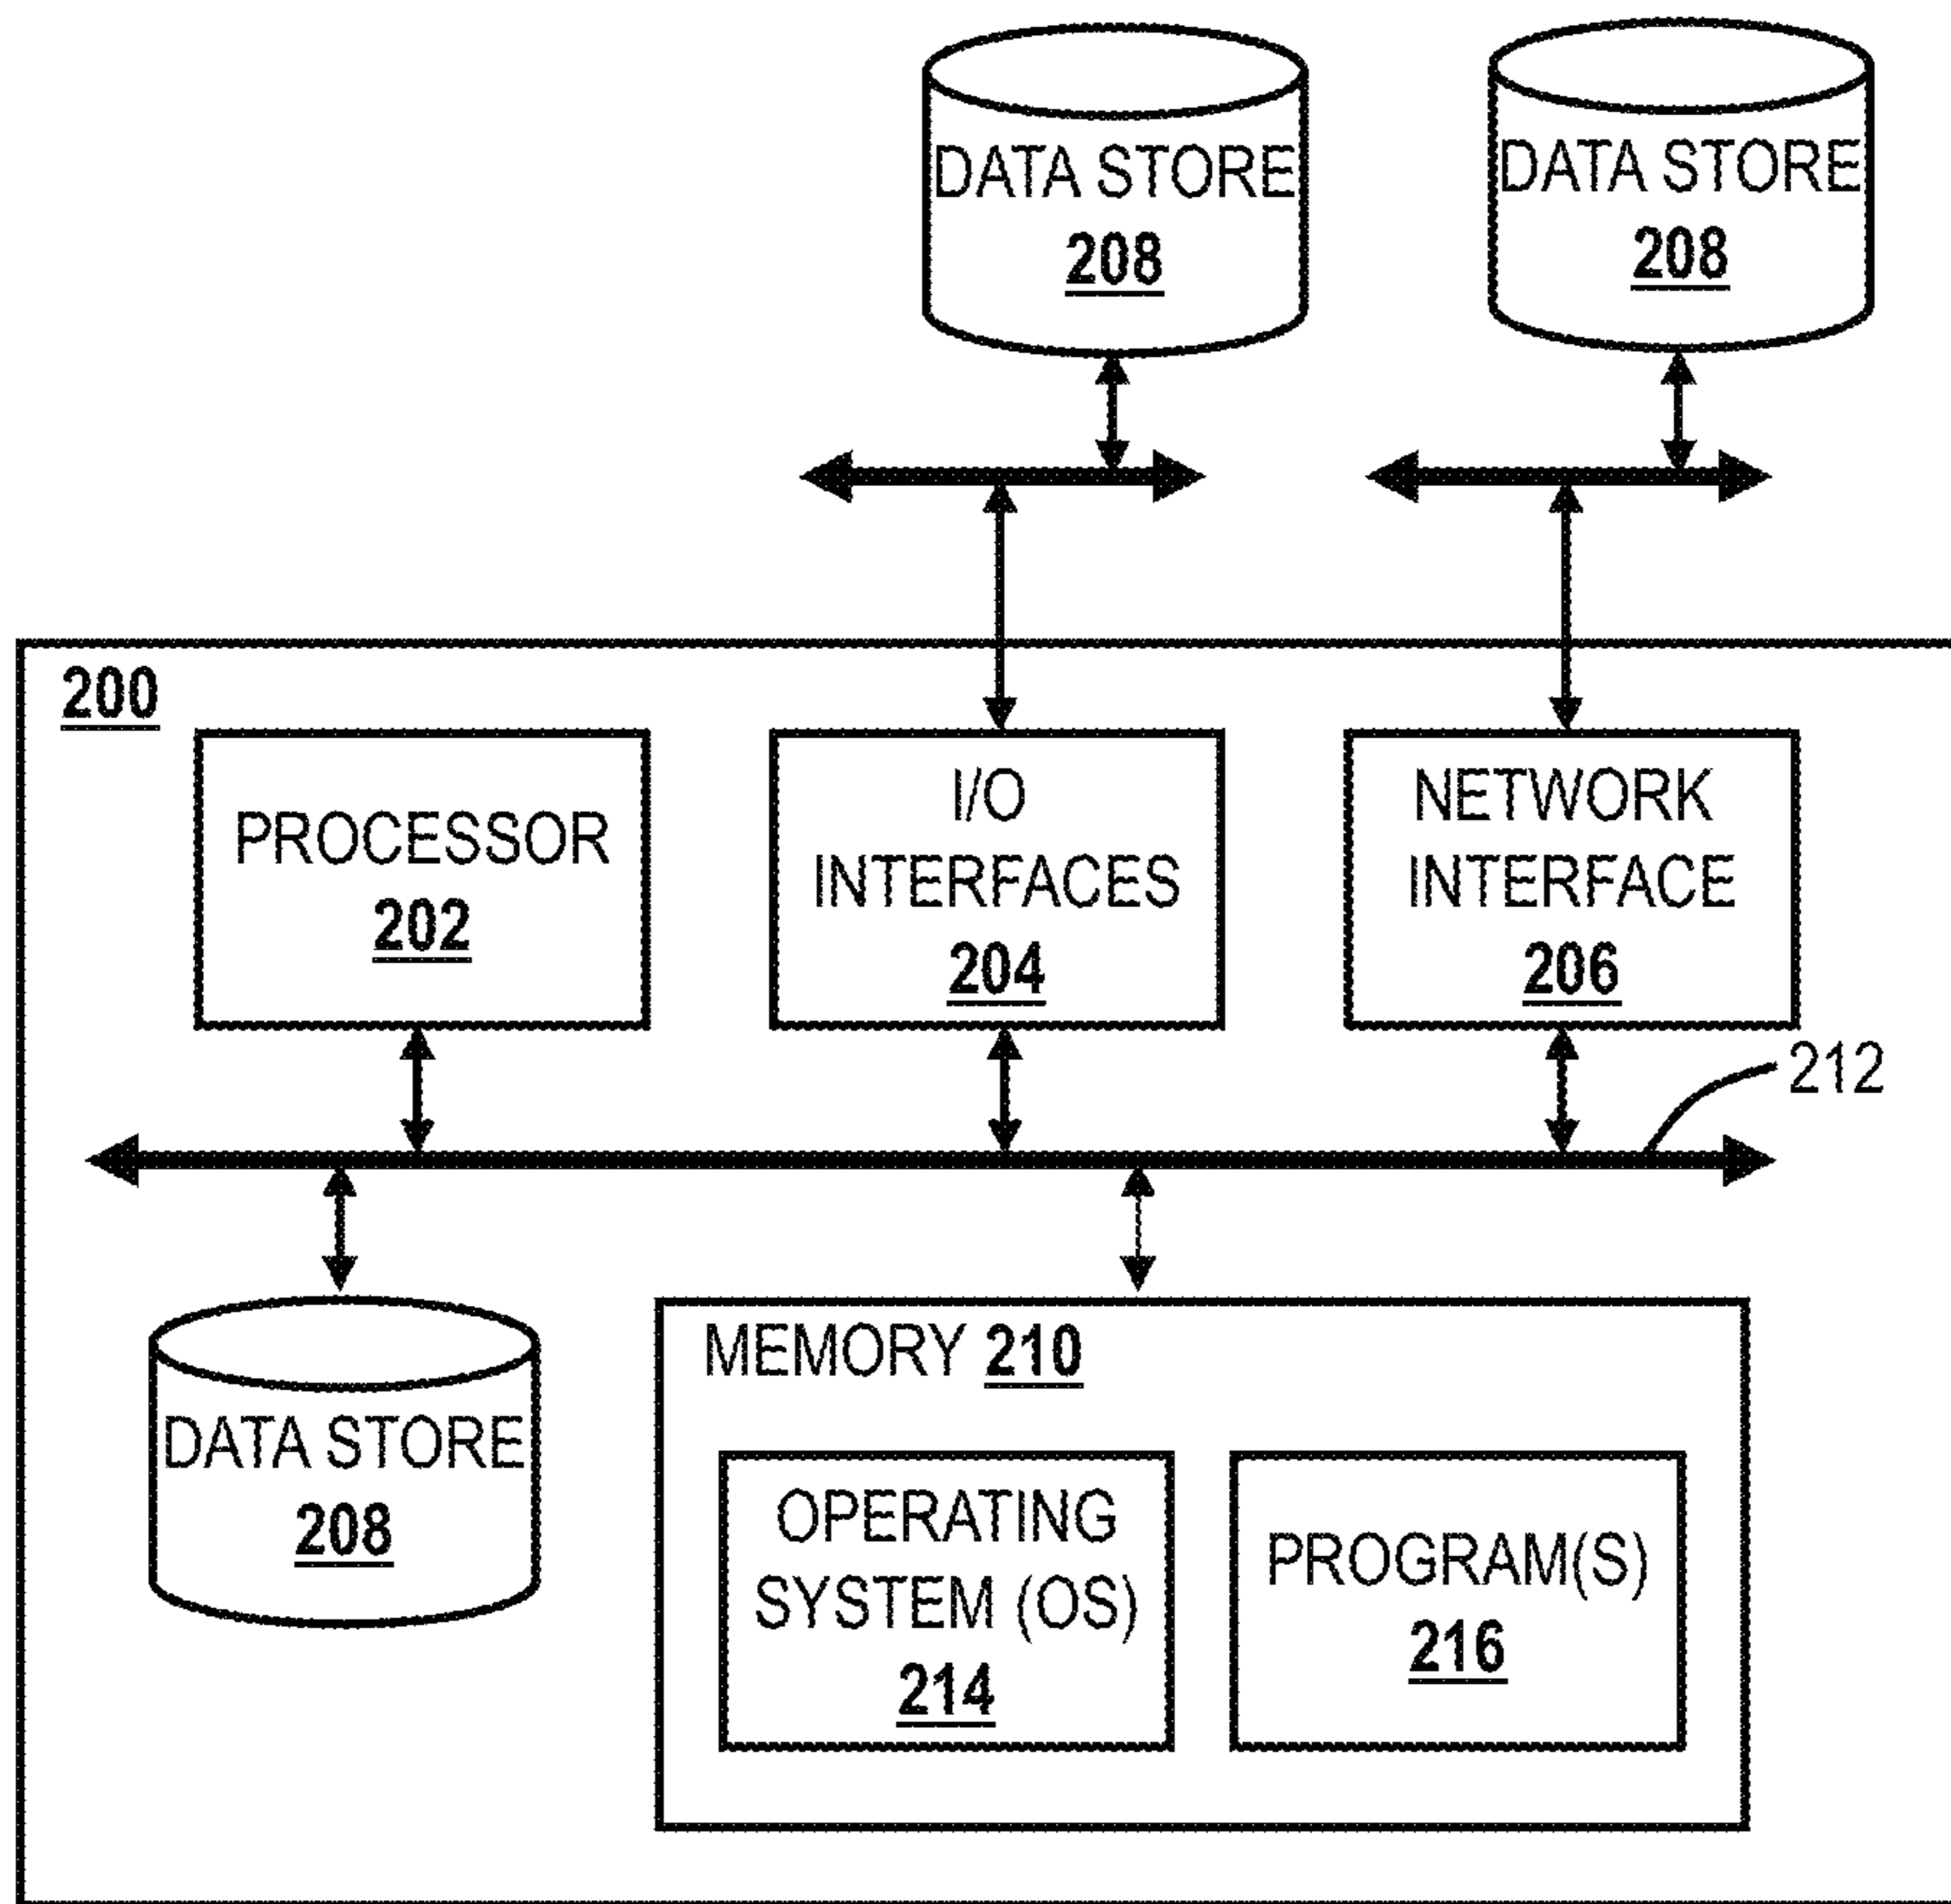 DATA STORE
208
DATA STORE
208
200
PROCESSOR
202
I/O
INTERFACES
204
NETWORK
INTERFACE
206
212
DATA STORE
208
MEMORY 210
OPERATING
SYSTEM (OS)
214
PROGRAM(S)
216